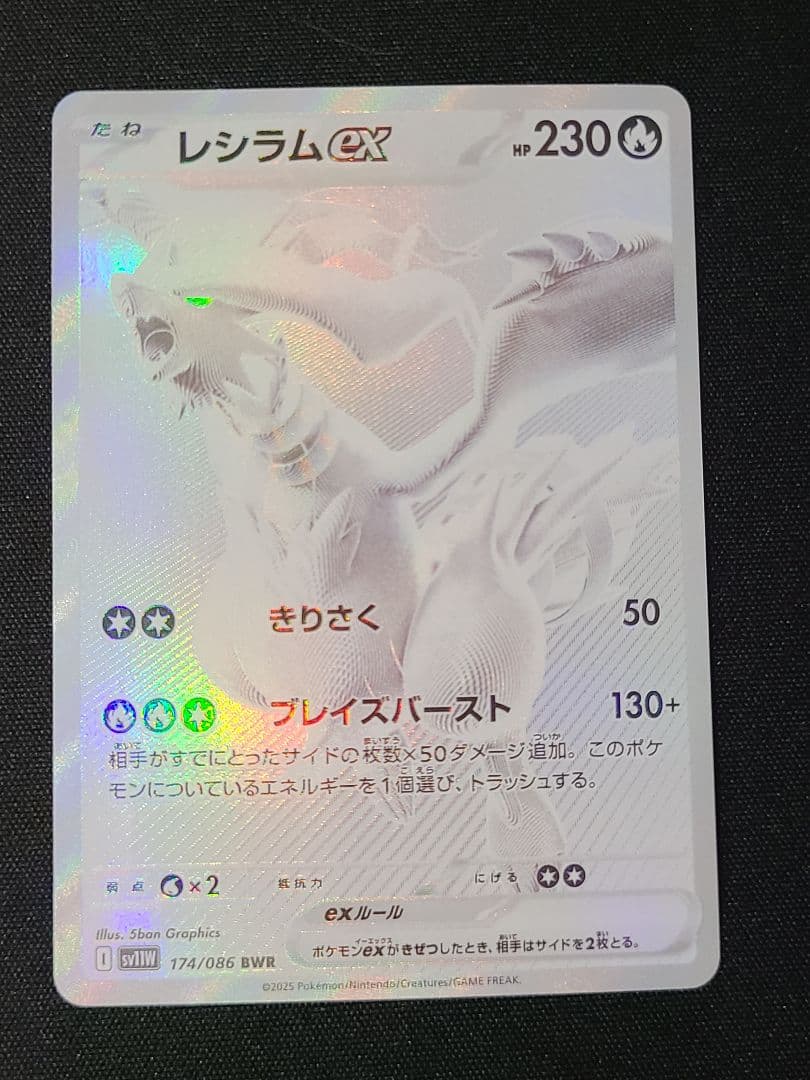 たね レシラムex HP230
きりさく 50
ブレイズバースト 130+
相手がすでにとったサイドの枚数×50ダメージ追加。このポケ
モンについているエネルギーを1個選び、トラッシュする。
弱点 ×2 抵抗力 にげる
exルール
ポケモンexがきぜつしたとき、相手はサイドを2枚とる。
Illus. 5ban Graphics
I SV11W 174/086 BWR
©2025 Pokémon/Nintendo/Creatures/GAME FREAK.